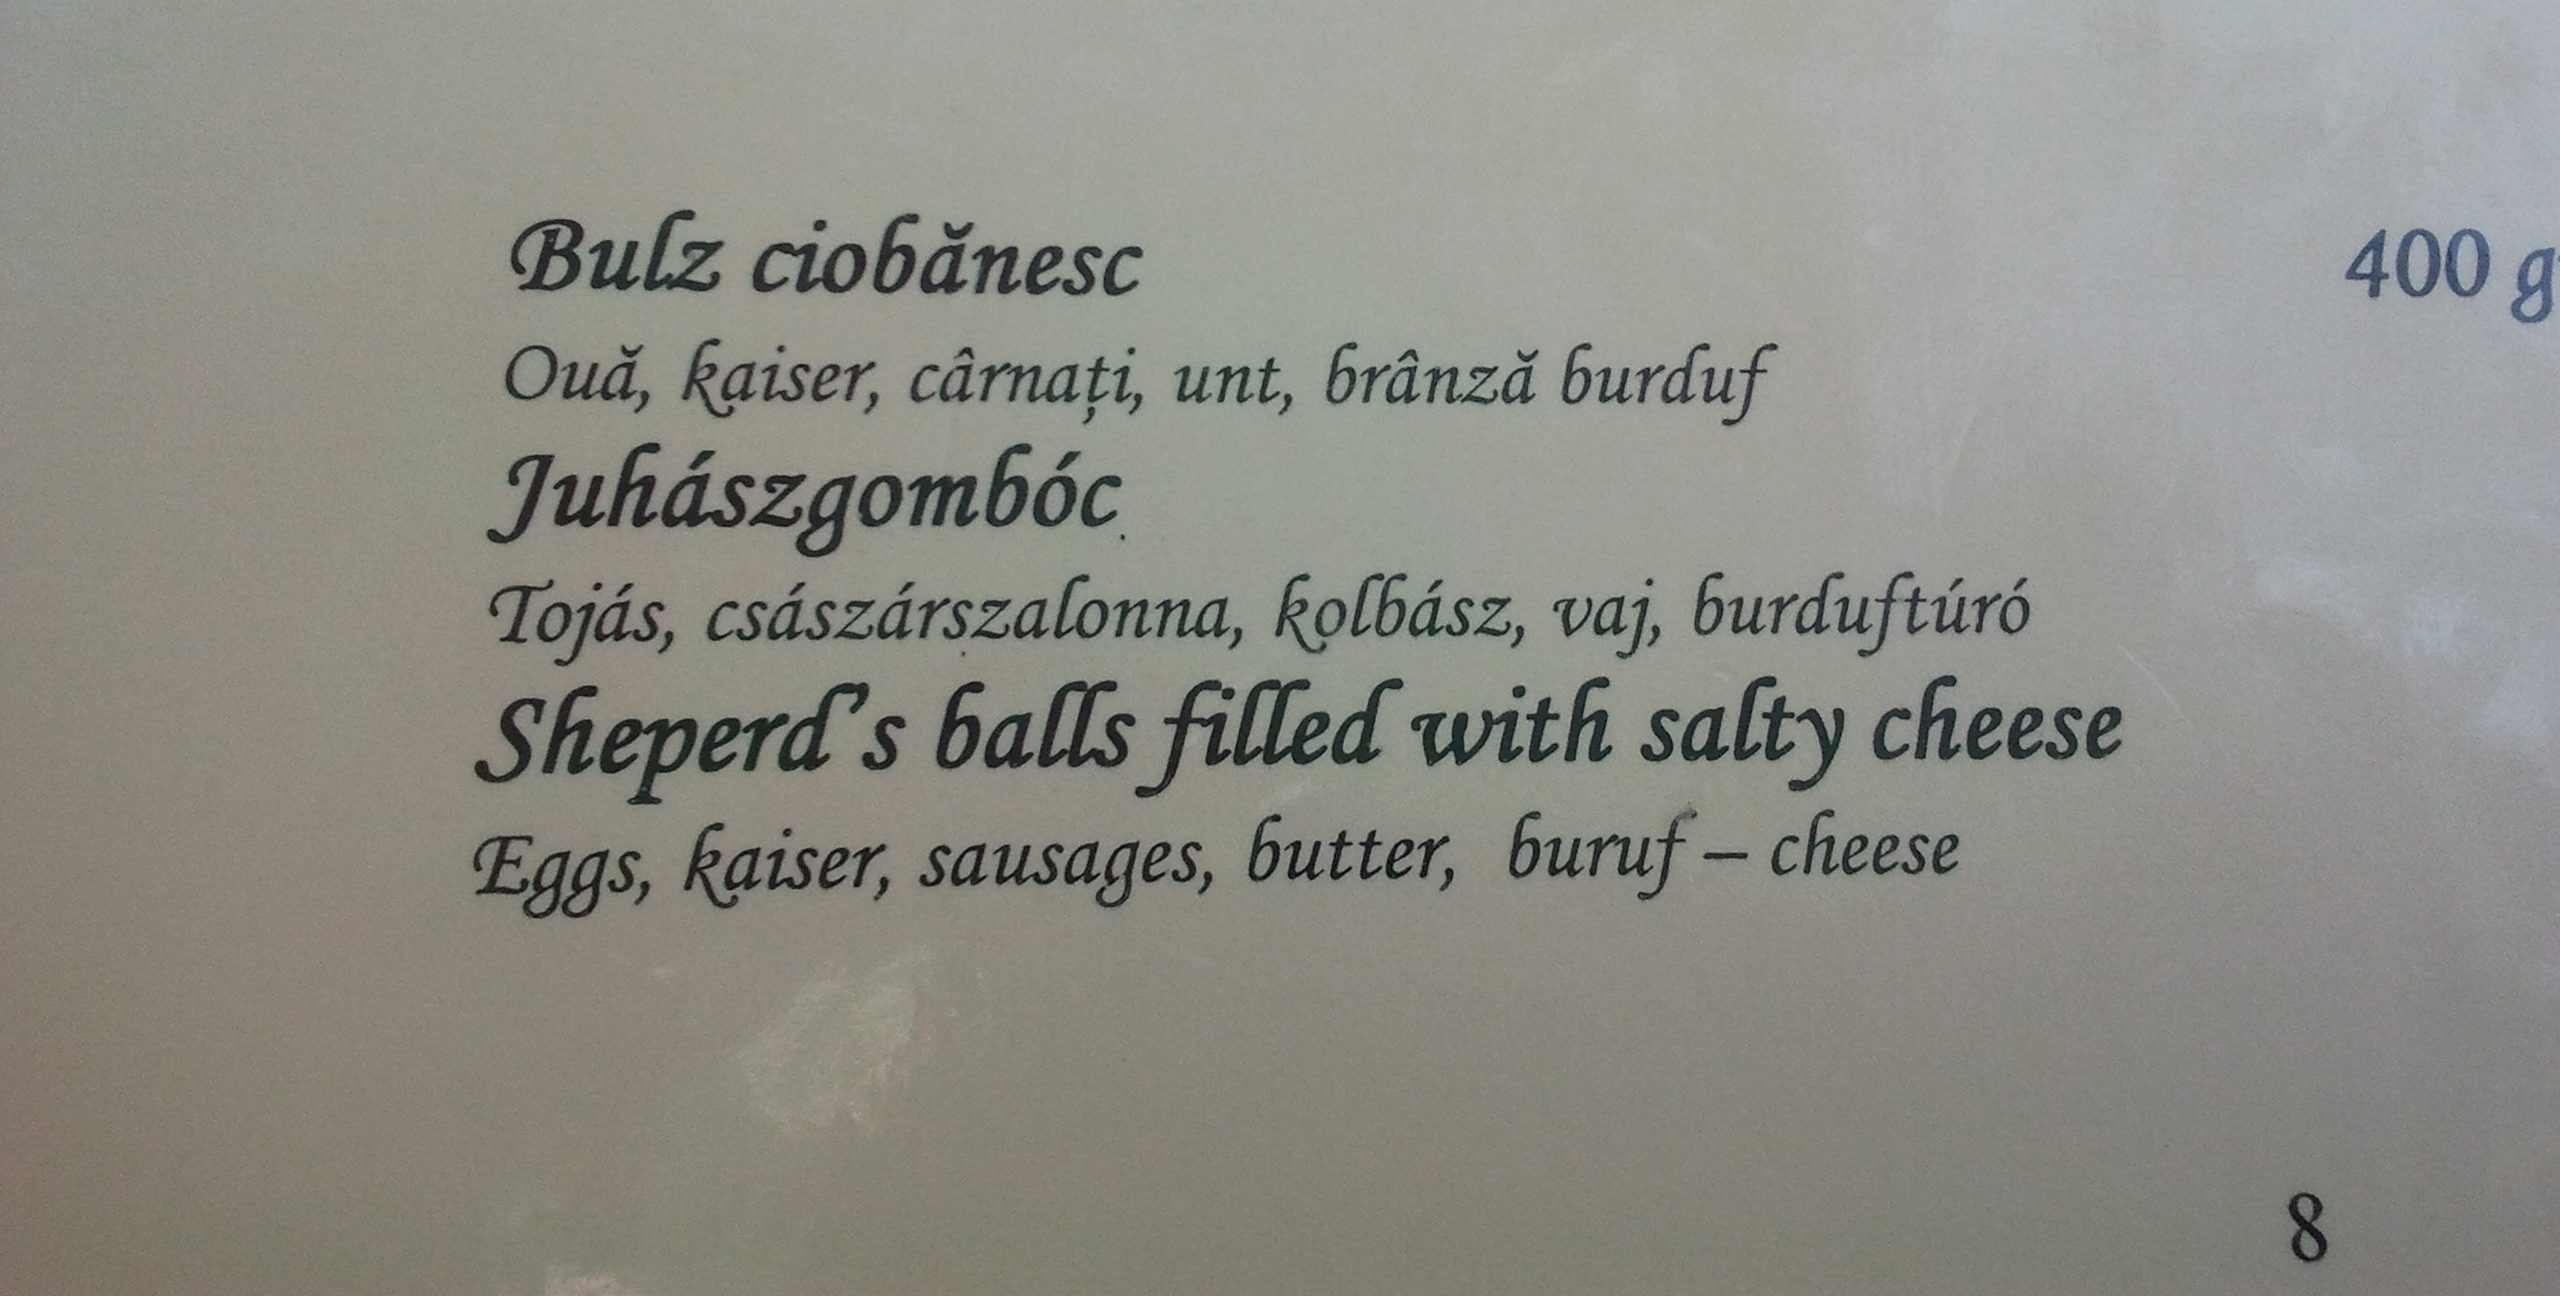 Bulz ciobănesc 400 g
Ouă, kaiser, cârnați, unt, brânză burduf
Juhászgombóc
Tojás, császárszalonna, kolbász, vaj, burduftúró
Sheperd's balls filled with salty cheese
Eggs, kaiser, sausages, butter, buruf – cheese
8